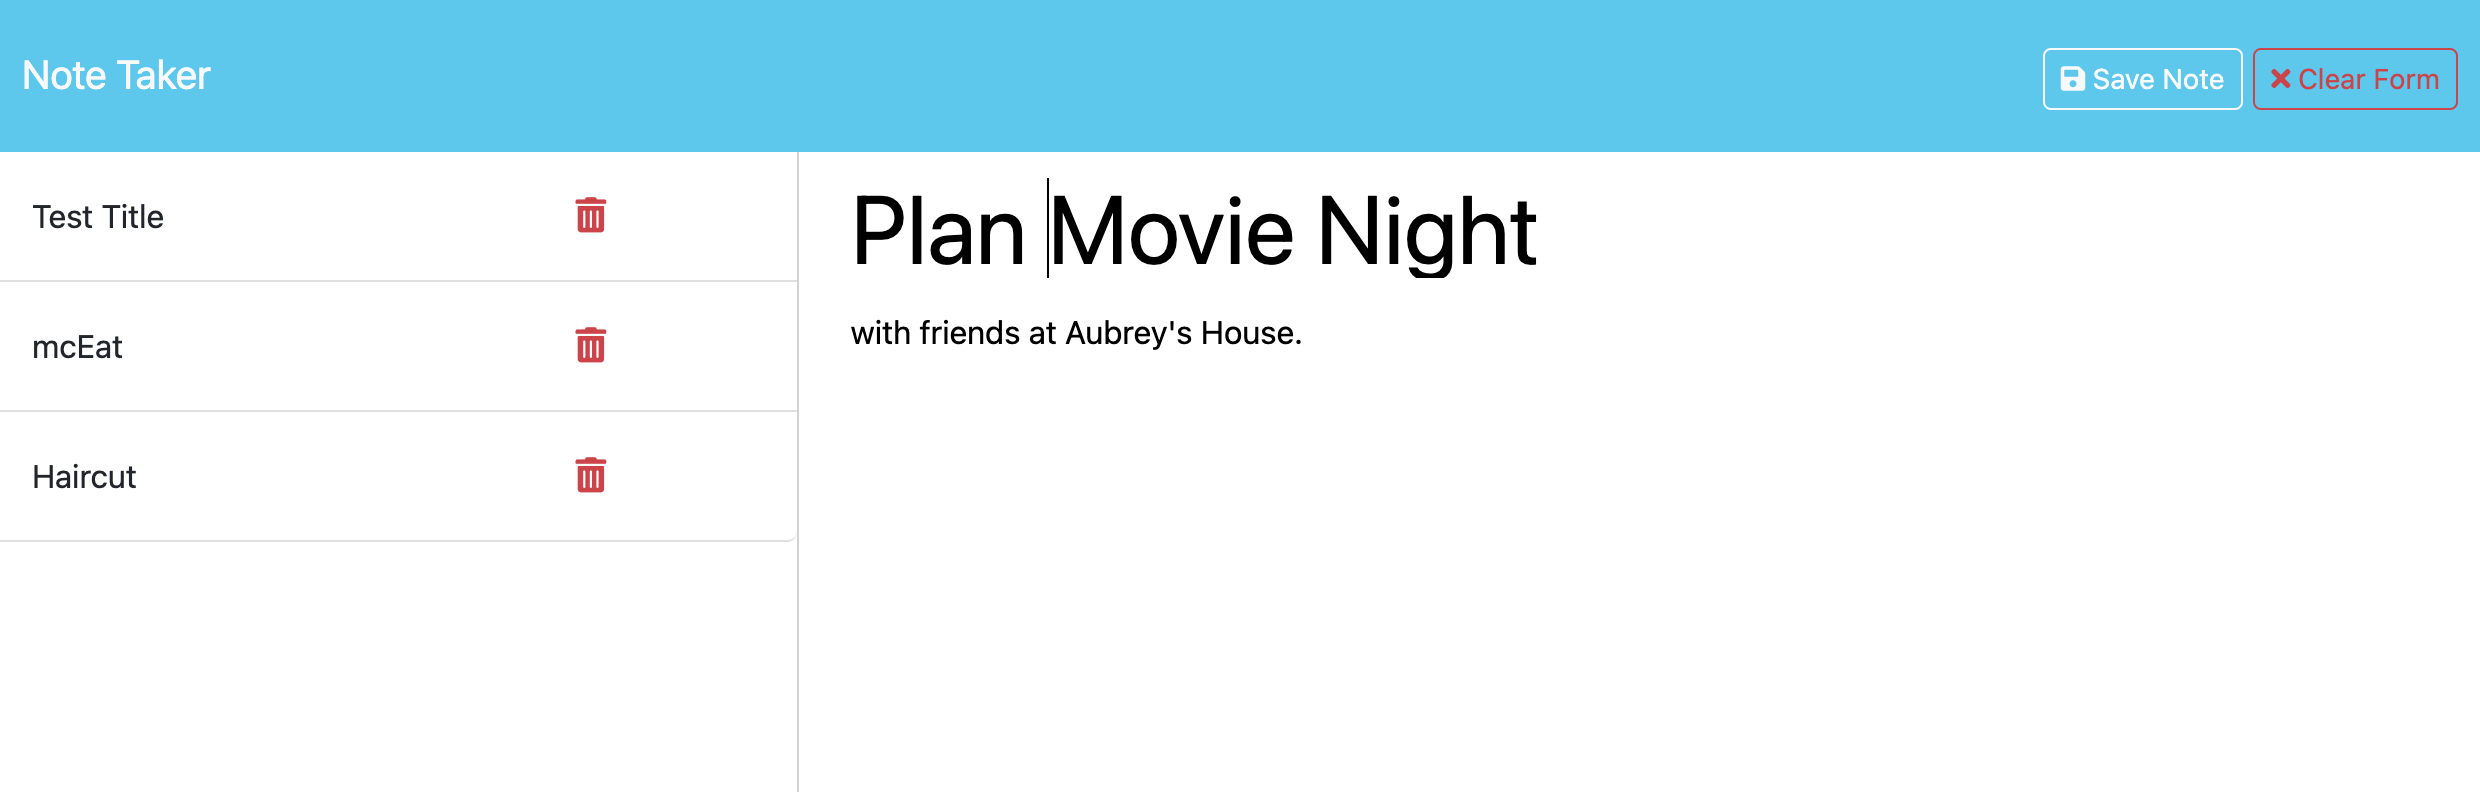 Note Taker
Save Note
Clear Form
Test Title
mcEat
Haircut
Plan Movie Night
with friends at Aubrey's House.